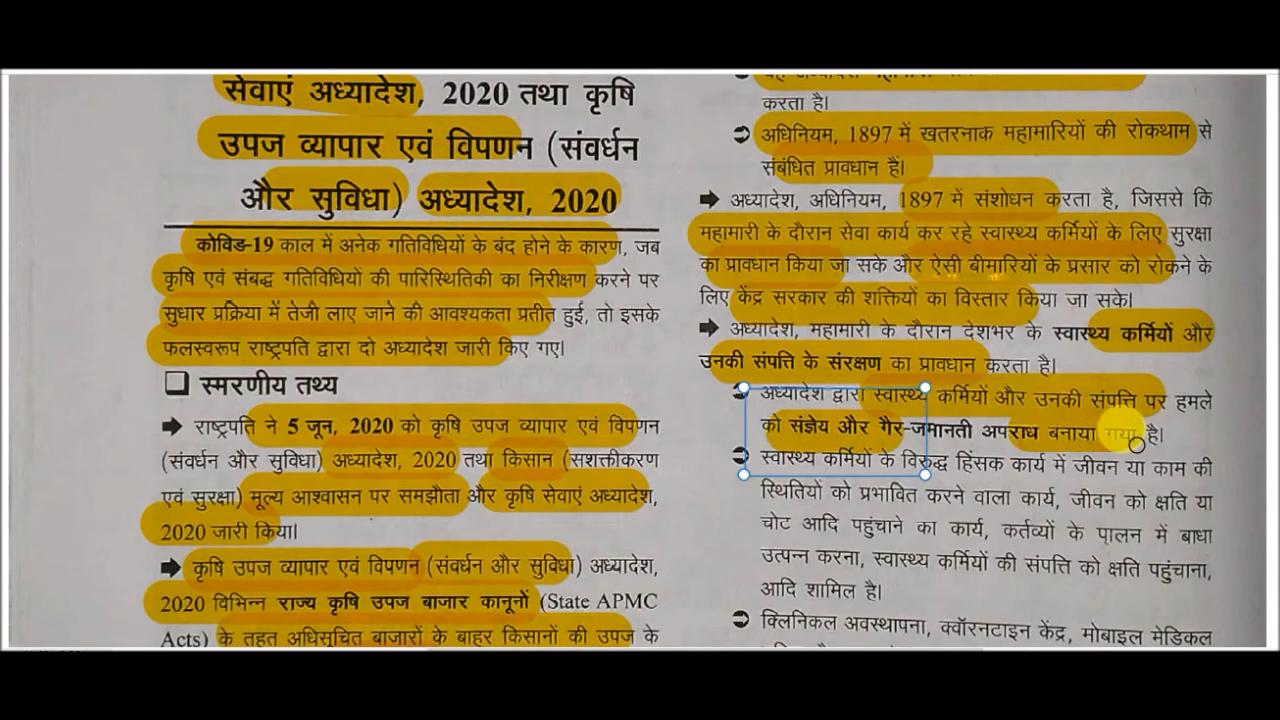 सेवाएं अध्यादेश, 2020 तथा कृषि
उपज व्यापार एवं विपणन (संवर्धन
और सुविधा) अध्यादेश, 2020
कोविड-19 काल में अनेक गतिविधियों के बंद होने के कारण, जब
कृषि एवं संबद्ध गतिविधियों की पारिस्थितिकी का निरीक्षण करने पर
सुधार प्रक्रिया में तेजी लाए जाने की आवश्यकता प्रतीत हुई, तो इसके
फलस्वरूप राष्ट्रपति द्वारा दो अध्यादेश जारी किए गए।
❑ स्मरणीय तथ्य
➡ राष्ट्रपति ने 5 जून, 2020 को कृषि उपज व्यापार एवं विपणन
(संवर्धन और सुविधा) अध्यादेश, 2020 तथा किसान (सशक्तीकरण
एवं सुरक्षा) मूल्य आश्वासन पर समझौता और कृषि सेवाएं अध्यादेश,
2020 जारी किया।
➡ कृषि उपज व्यापार एवं विपणन (संवर्धन और सुविधा) अध्यादेश,
2020 विभिन्न राज्य कृषि उपज बाजार कानूनों (State APMC
Acts) के तहत अधिसूचित बाजारों के बाहर किसानों की उपज के
करता है।
➲ अधिनियम, 1897 में खतरनाक महामारियों की रोकथाम से
संबंधित प्रावधान हैं।
➡ अध्यादेश, अधिनियम, 1897 में संशोधन करता है, जिससे कि
महामारी के दौरान सेवा कार्य कर रहे स्वास्थ्य कर्मियों के लिए सुरक्षा
का प्रावधान किया जा सके और ऐसी बीमारियों के प्रसार को रोकने के
लिए केंद्र सरकार की शक्तियों का विस्तार किया जा सके।
➡ अध्यादेश, महामारी के दौरान देशभर के स्वास्थ्य कर्मियों और
उनकी संपत्ति के संरक्षण का प्रावधान करता है।
➲ अध्यादेश द्वारा स्वास्थ्य कर्मियों और उनकी संपत्ति पर हमले
को संज्ञेय और गैर-जमानती अपराध बनाया गया है।
➲ स्वास्थ्य कर्मियों के विरुद्ध हिंसक कार्य में जीवन या काम की
स्थितियों को प्रभावित करने वाला कार्य, जीवन को क्षति या
चोट आदि पहुंचाने का कार्य, कर्तव्यों के पालन में बाधा
उत्पन्न करना, स्वास्थ्य कर्मियों की संपत्ति को क्षति पहुंचाना,
आदि शामिल है।
➲ क्लिनिकल अवस्थापना, क्वॉरनटाइन केंद्र, मोबाइल मेडिकल